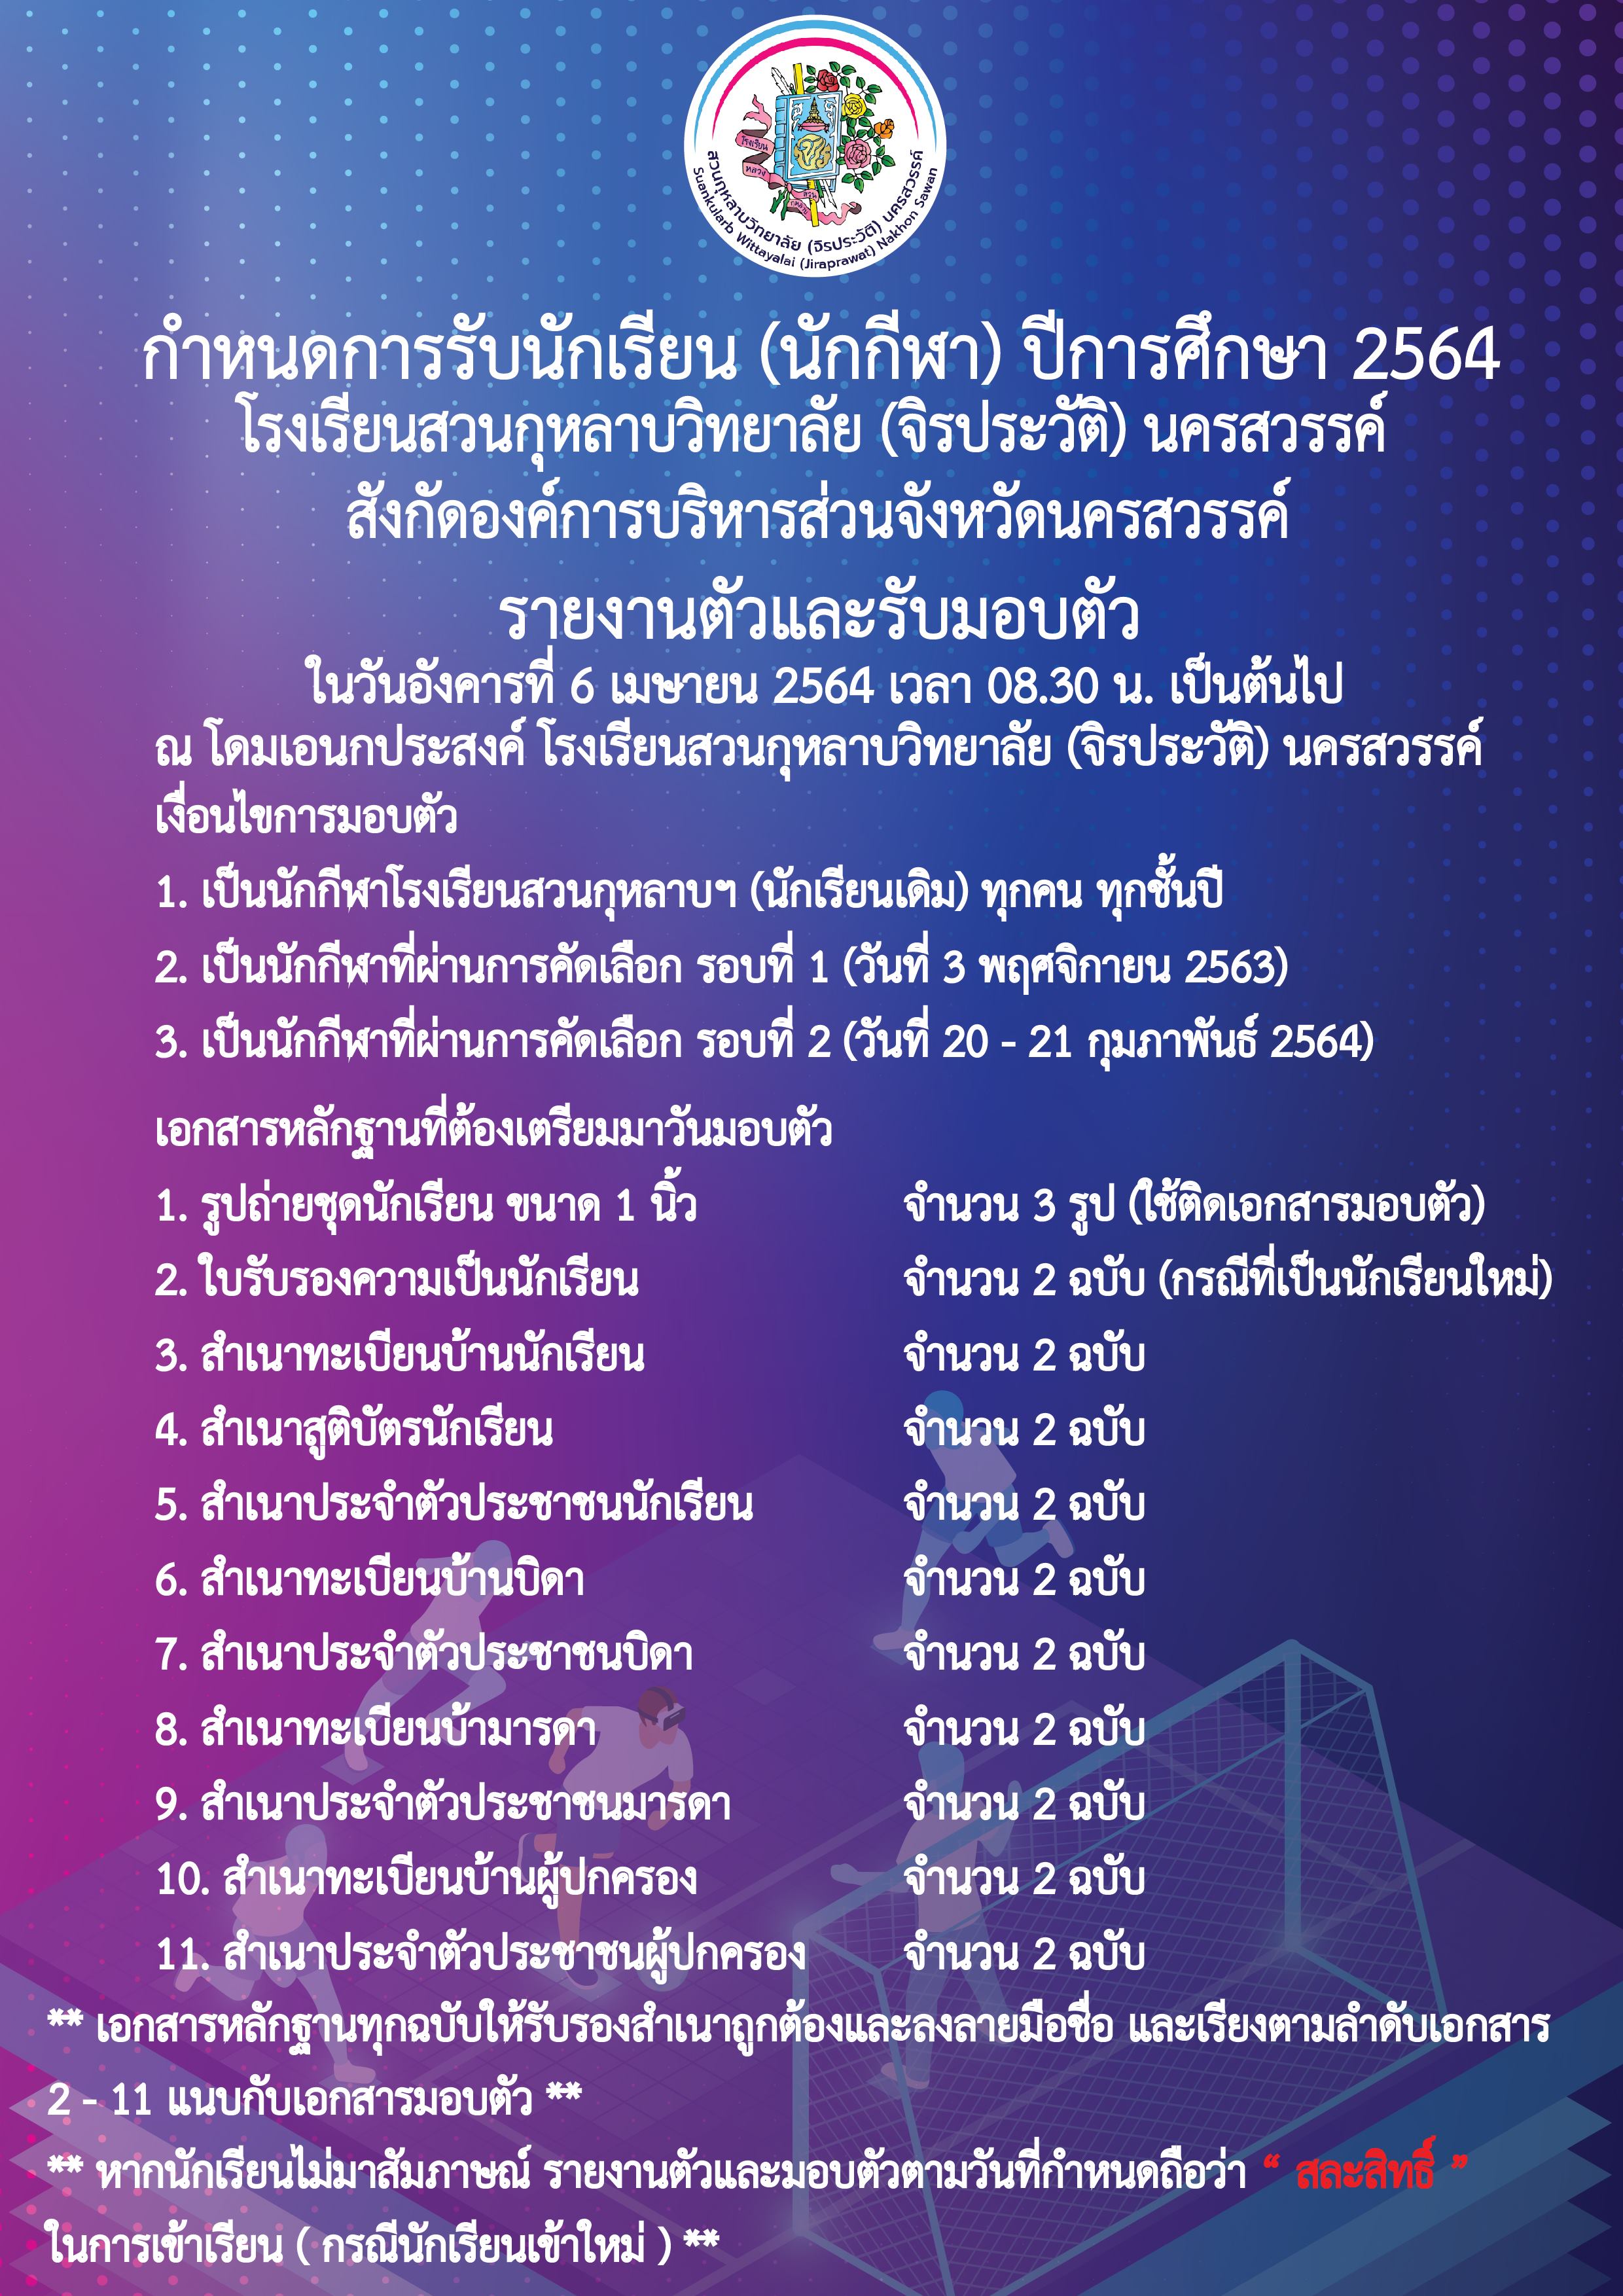 โรงเรียน
หลวง
สวน
กุหลาบ
สวนกุหลาบวิทยาลัย (จิรประวัติ) นครสวรรค์
Suankularb Wittayalai (Jiraprawat) Nakhon Sawan
กำหนดการรับนักเรียน (นักกีฬา) ปีการศึกษา 2564
โรงเรียนสวนกุหลาบวิทยาลัย (จิรประวัติ) นครสวรรค์
สังกัดองค์การบริหารส่วนจังหวัดนครสวรรค์
รายงานตัวและรับมอบตัว
ในวันอังคารที่ 6 เมษายน 2564 เวลา 08.30 น. เป็นต้นไป
ณ โดมเอนกประสงค์ โรงเรียนสวนกุหลาบวิทยาลัย (จิรประวัติ) นครสวรรค์
เงื่อนไขการมอบตัว
1. เป็นนักกีฬาโรงเรียนสวนกุหลาบฯ (นักเรียนเดิม) ทุกคน ทุกชั้นปี
2. เป็นนักกีฬาที่ผ่านการคัดเลือก รอบที่ 1 (วันที่ 3 พฤศจิกายน 2563)
3. เป็นนักกีฬาที่ผ่านการคัดเลือก รอบที่ 2 (วันที่ 20 - 21 กุมภาพันธ์ 2564)
เอกสารหลักฐานที่ต้องเตรียมมาวันมอบตัว
1. รูปถ่ายชุดนักเรียน ขนาด 1 นิ้ว จำนวน 3 รูป (ใช้ติดเอกสารมอบตัว)
2. ใบรับรองความเป็นนักเรียน จำนวน 2 ฉบับ (กรณีที่เป็นนักเรียนใหม่)
3. สำเนาทะเบียนบ้านนักเรียน จำนวน 2 ฉบับ
4. สำเนาสูติบัตรนักเรียน จำนวน 2 ฉบับ
5. สำเนาประจำตัวประชาชนนักเรียน จำนวน 2 ฉบับ
6. สำเนาทะเบียนบ้านบิดา จำนวน 2 ฉบับ
7. สำเนาประจำตัวประชาชนบิดา จำนวน 2 ฉบับ
8. สำเนาทะเบียนบ้ามารดา จำนวน 2 ฉบับ
9. สำเนาประจำตัวประชาชนมารดา จำนวน 2 ฉบับ
10. สำเนาทะเบียนบ้านผู้ปกครอง จำนวน 2 ฉบับ
11. สำเนาประจำตัวประชาชนผู้ปกครอง จำนวน 2 ฉบับ
** เอกสารหลักฐานทุกฉบับให้รับรองสำเนาถูกต้องและลงลายมือชื่อ และเรียงตามลำดับเอกสาร
2 - 11 แนบกับเอกสารมอบตัว **
** หากนักเรียนไม่มาสัมภาษณ์ รายงานตัวและมอบตัวตามวันที่กำหนดถือว่า “ สละสิทธิ์ ”
ในการเข้าเรียน ( กรณีนักเรียนเข้าใหม่ ) **